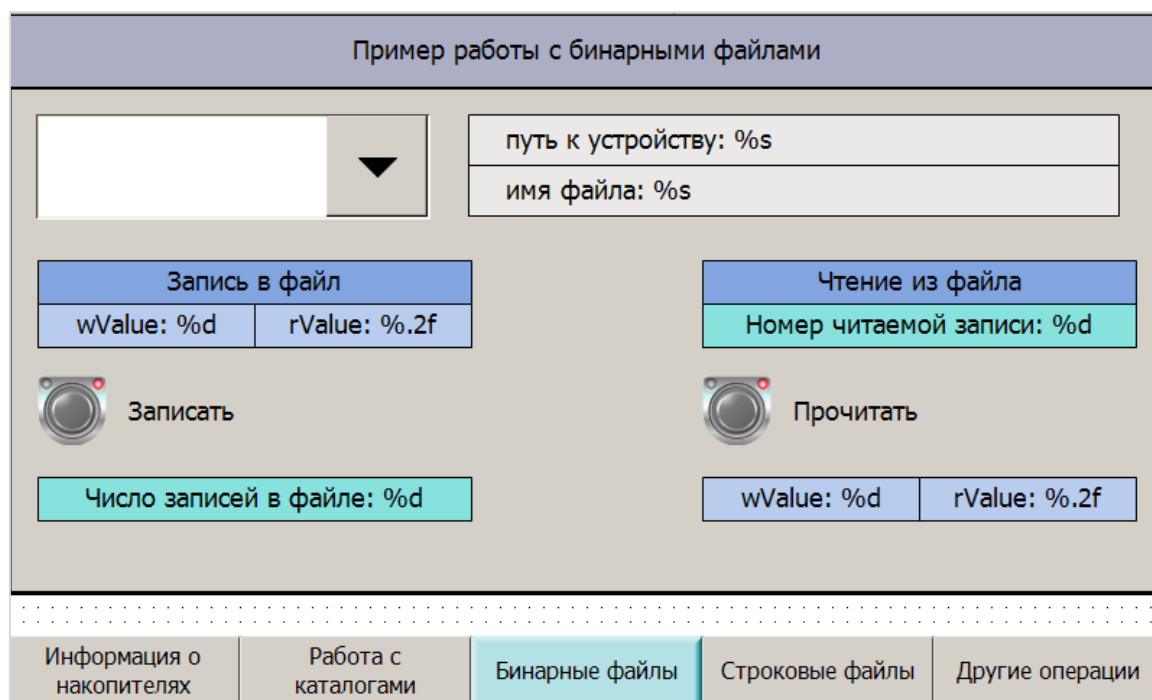 Пример работы с бинарными файлами
путь к устройству: %s
имя файла: %s
Запись в файл
wValue: %d
rValue: %.2f
Чтение из файла
Номер читаемой записи: %d
Записать
Прочитать
Число записей в файле: %d
wValue: %d
rValue: %.2f
Информация о
накопителях
Работа с
каталогами
Бинарные файлы
Строковые файлы
Другие операции